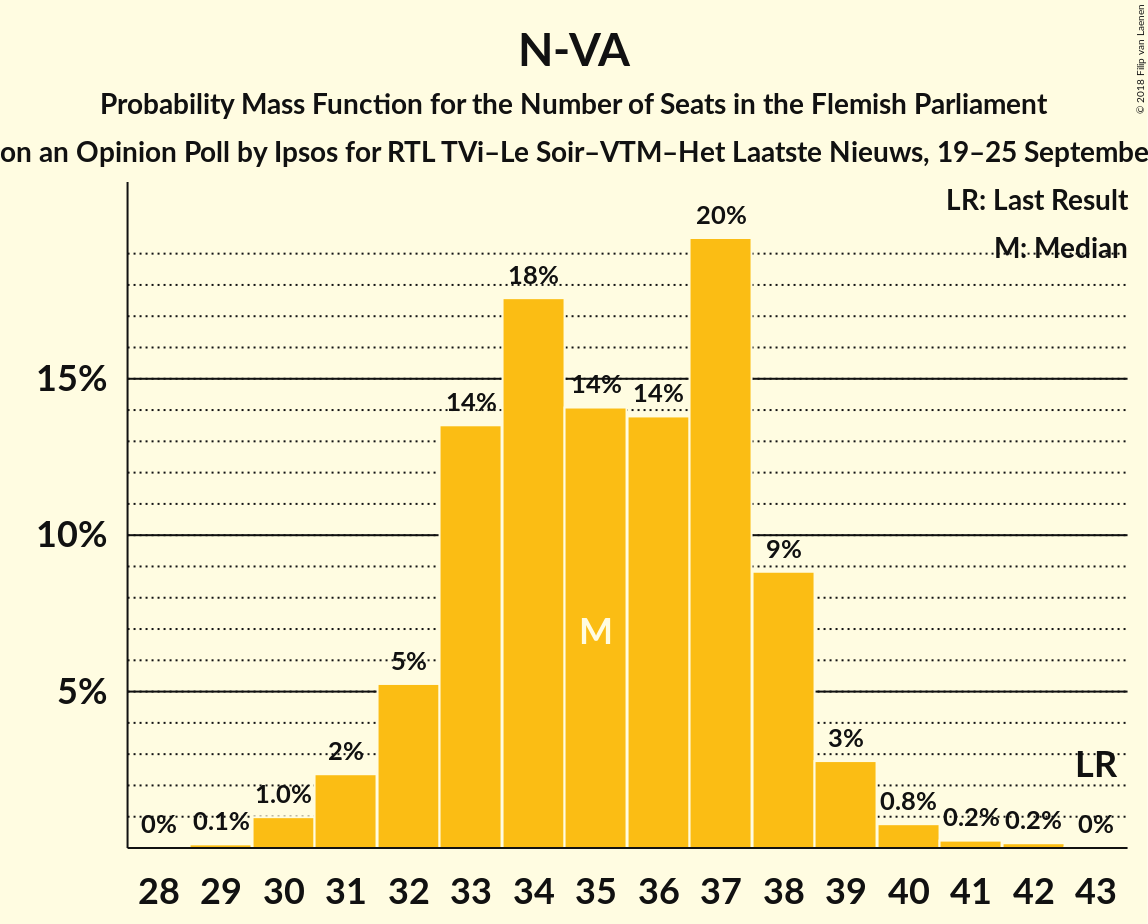 N-VA
Probability Mass Function for the Number of Seats in the Flemish Parliament
on an Opinion Poll by Ipsos for RTL TVi–Le Soir–VTM–Het Laatste Nieuws, 19–25 Septembe
© 2018 Filip van Laenen
LR: Last Result
M: Median
20%
18%
15%
14%
14%
14%
10%
9%
M
5%
5%
3%
2%
LR
1.0%
0.8%
0%
0.1%
0.2%
0.2%
0%
28 29 30 31 32 33 34 35 36 37 38 39 40 41 42 43